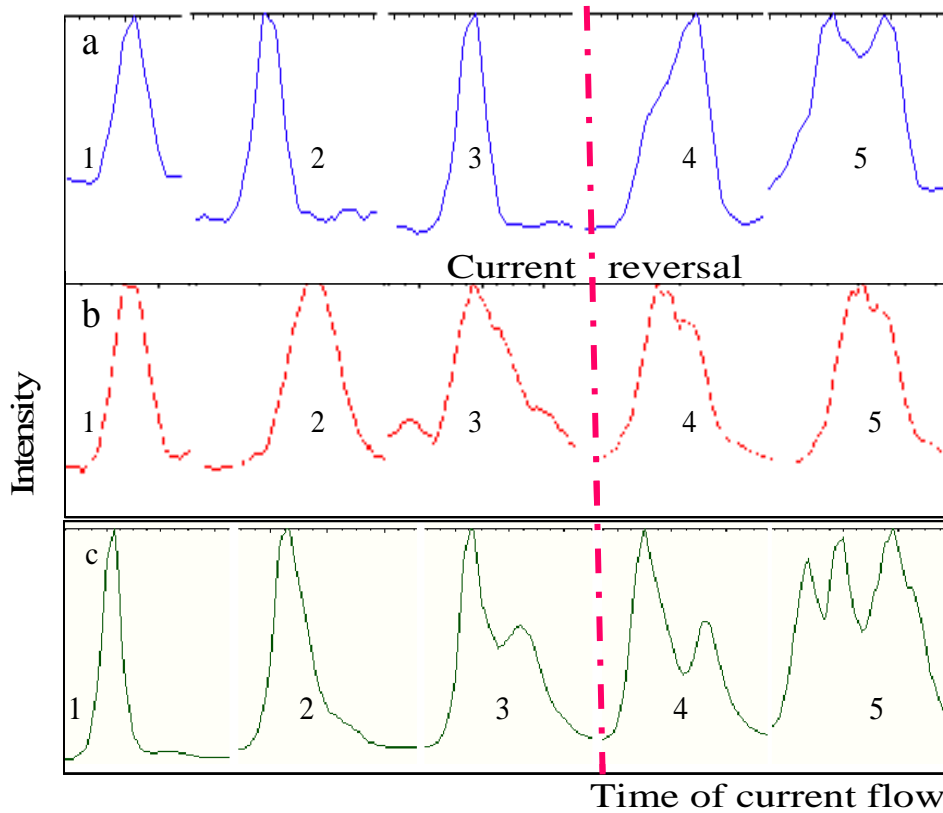 a
1 2 3 4 5
Current reversal
b
1 2 3 4 5
Intensity
c
1 2 3 4 5
Time of current flow